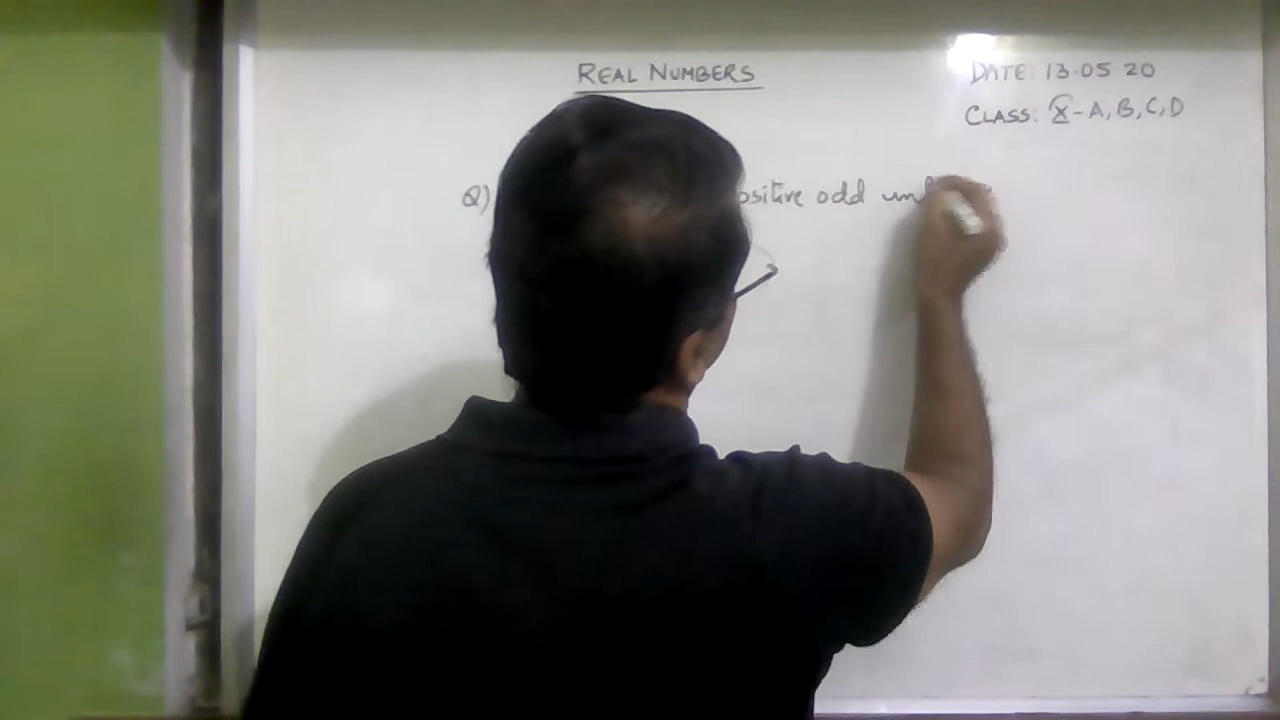 REAL NUMBERS
DATE: 13.05 20
CLASS: X - A, B, C, D
Q) ositive odd